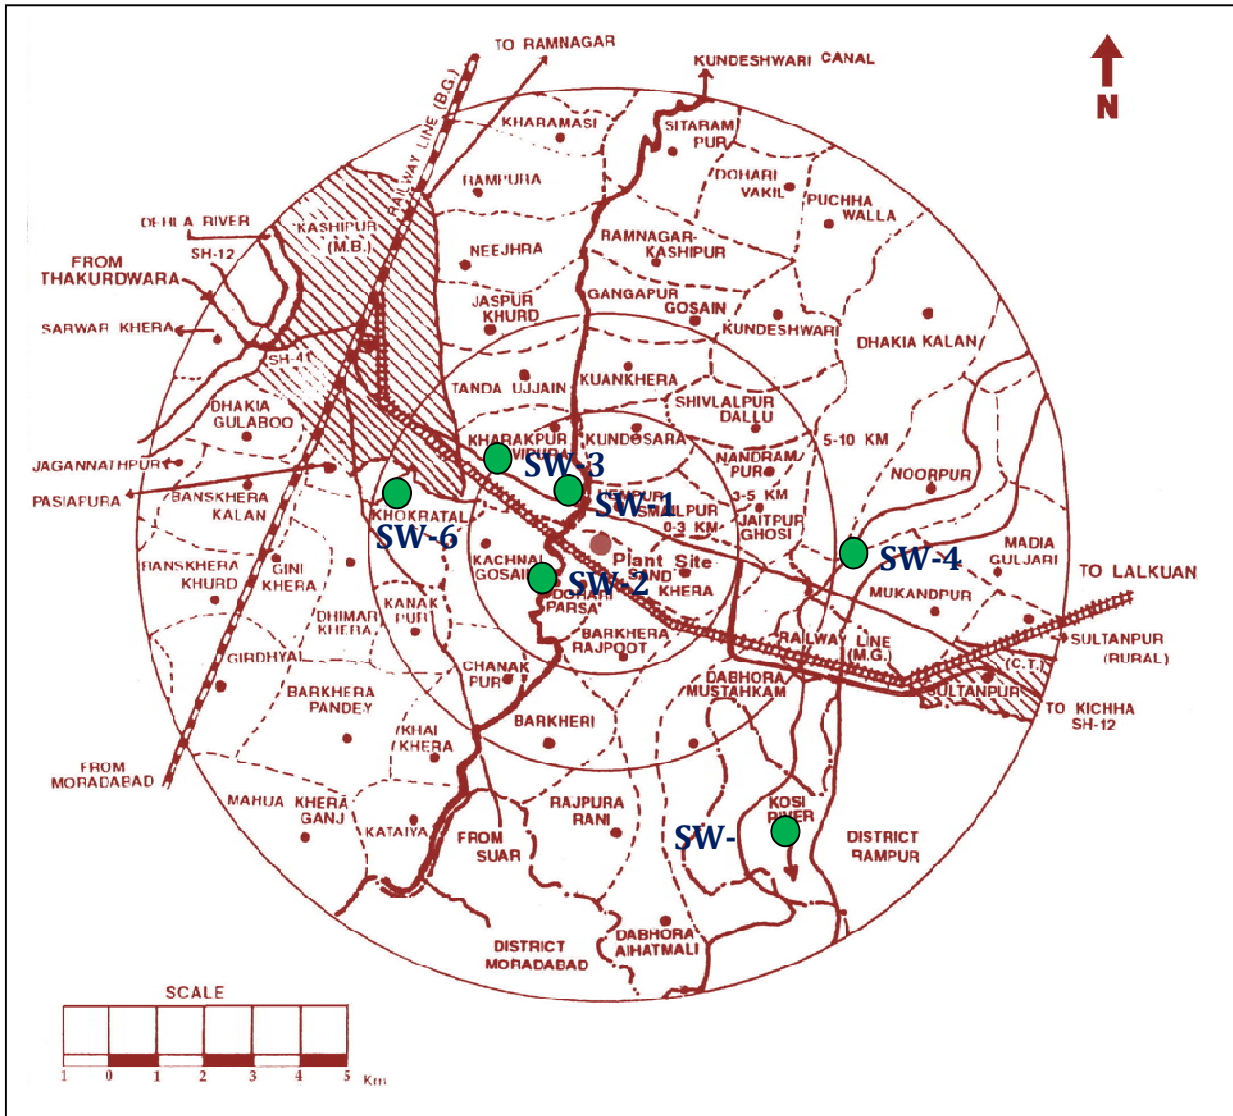 TO RAMNAGAR
KUNDESHWARI CANAL
N
RAILWAY LINE (B.G.)
KHARAMASI
SITARAM
PUR
RAMPURA
DOHARI
VAKIL
PUCHHA
WALLA
DEHLA RIVER
SH-12
KASHIPUR
(M.B.)
FROM
THAKURDWARA
NEEJHRA
RAMNAGAR-
KASHIPUR
SARWAR KHERA
JASPUR
KHURD
GANGAPUR
GOSAIN
KUNDESHWARI
DHAKIA KALAN
SH-41
TANDA UJJAIN
KUANKHERA
DHAKIA
GULABOO
SHIVLALPUR
DALLU
KHARAKPUR
KUNDOSARA
5-10 KM
JAGANNATHPUR
NANDRAM
PUR
NOORPUR
SW-3
PASIAPURA
BANSKHERA
KALAN
SW-1
3-5 KM
0-3 KM
JAITPUR
GHOSI
KHOKRATAL
SW-6
KACHNAL
GOSAIN
Plant Site
SW-4
MADIA
GULJARI
BANSKHERA
KHURD
GINI
KHERA
SW-2
KHERA
TO LALKUAN
MUKANDPUR
KANAK
PUR
PARSA
DHIMAR
KHERA
BARKHERA
RAJPOOT
RAILWAY LINE
(M.G.)
SULTANPUR
(RURAL)
GIRDHYAI
CHANAK
PUR
(C.T.)
SULTANPUR
BARKHERA
PANDEY
DABHORA
MUSTAHKAM
TO KICHHA
SH-12
BARKHERI
KHAI
KHERA
FROM
MORADABAD
MAHUA KHERA
GANJ
KATAIYA
RAJPURA
RANI
KOSI
RIVER
SW-
DISTRICT
RAMPUR
FROM
SUAR
DISTRICT
MORADABAD
DABHORA
AIHATMALI
SCALE
1 0 1 2 3 4 5 Km